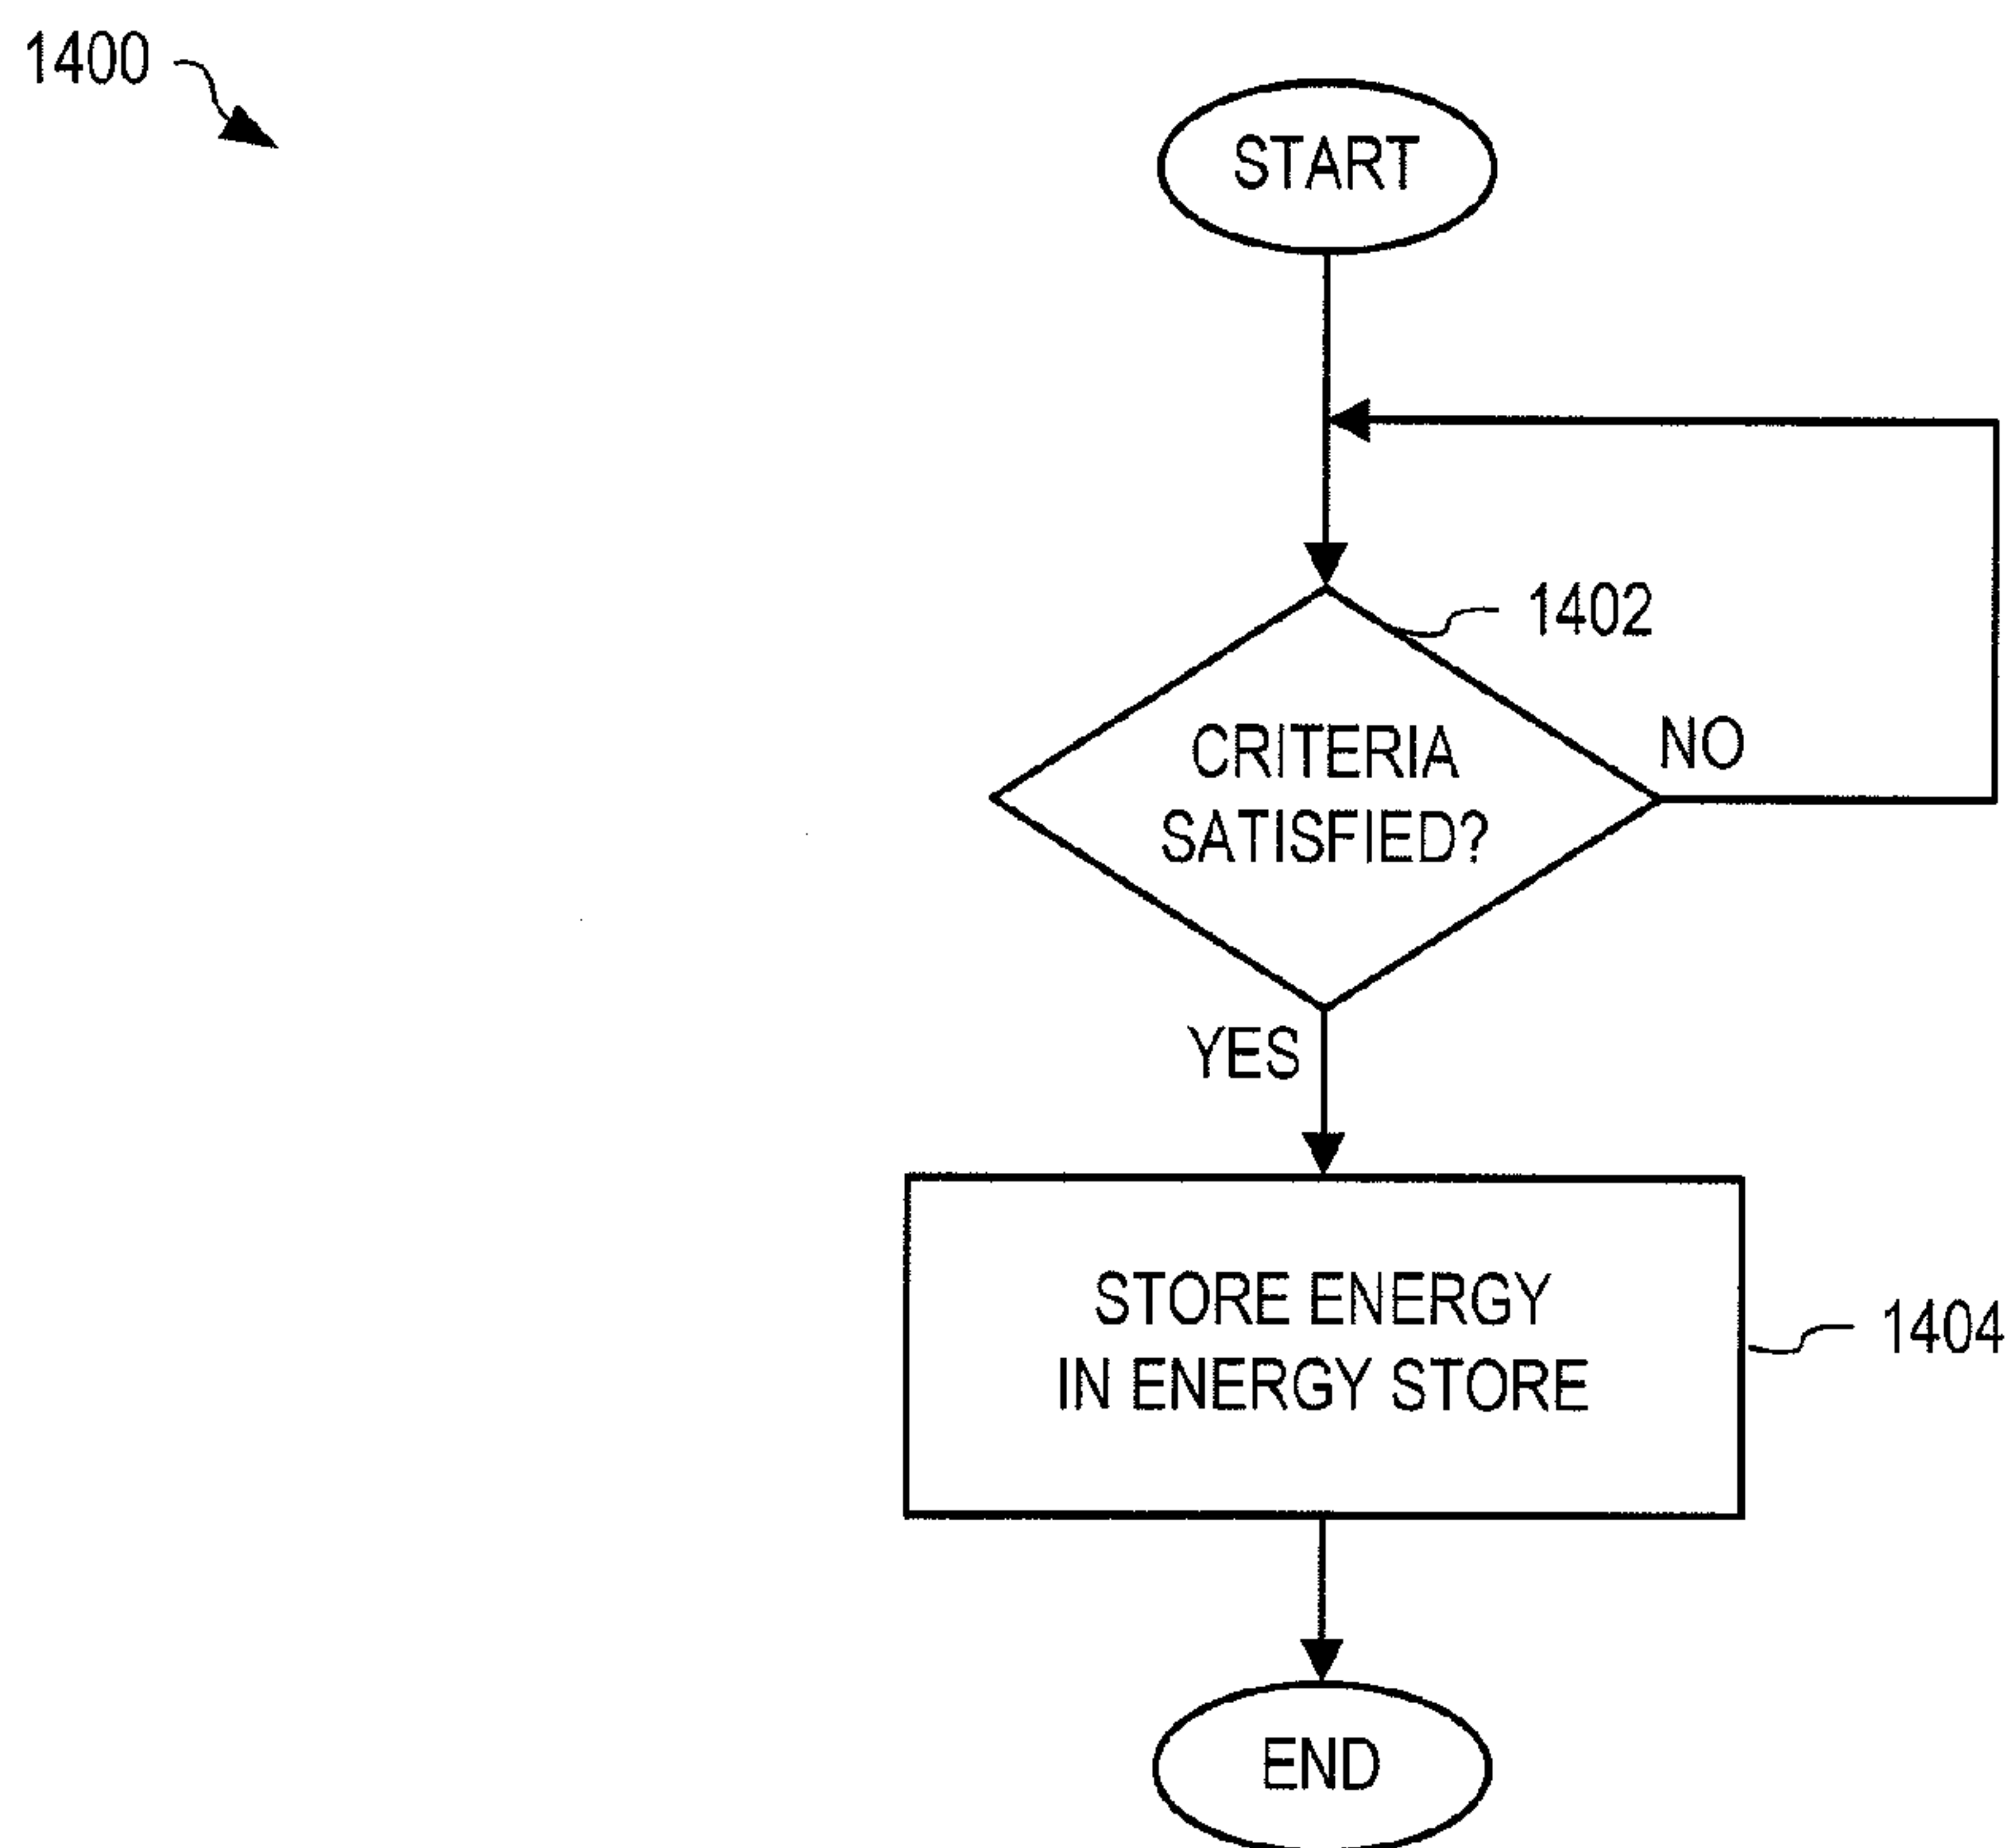 1400
START
1402
CRITERIA
SATISFIED?
NO
YES
STORE ENERGY
IN ENERGY STORE
1404
END